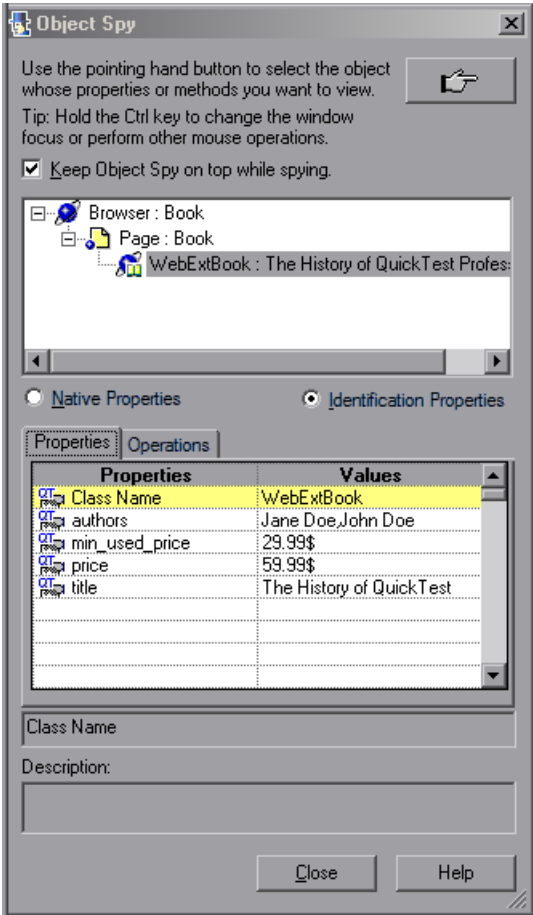 Object Spy
Use the pointing hand button to select the object
whose properties or methods you want to view.
Tip: Hold the Ctrl key to change the window
focus or perform other mouse operations.
Keep Object Spy on top while spying.
Browser : Book
Page : Book
WebExtBook : The History of QuickTest Profes
Native Properties Identification Properties
Properties Operations
Properties Values
Class Name WebExtBook
authors Jane Doe,John Doe
min_used_price 29.99$
price 59.99$
title The History of QuickTest
Class Name
Description:
Close Help